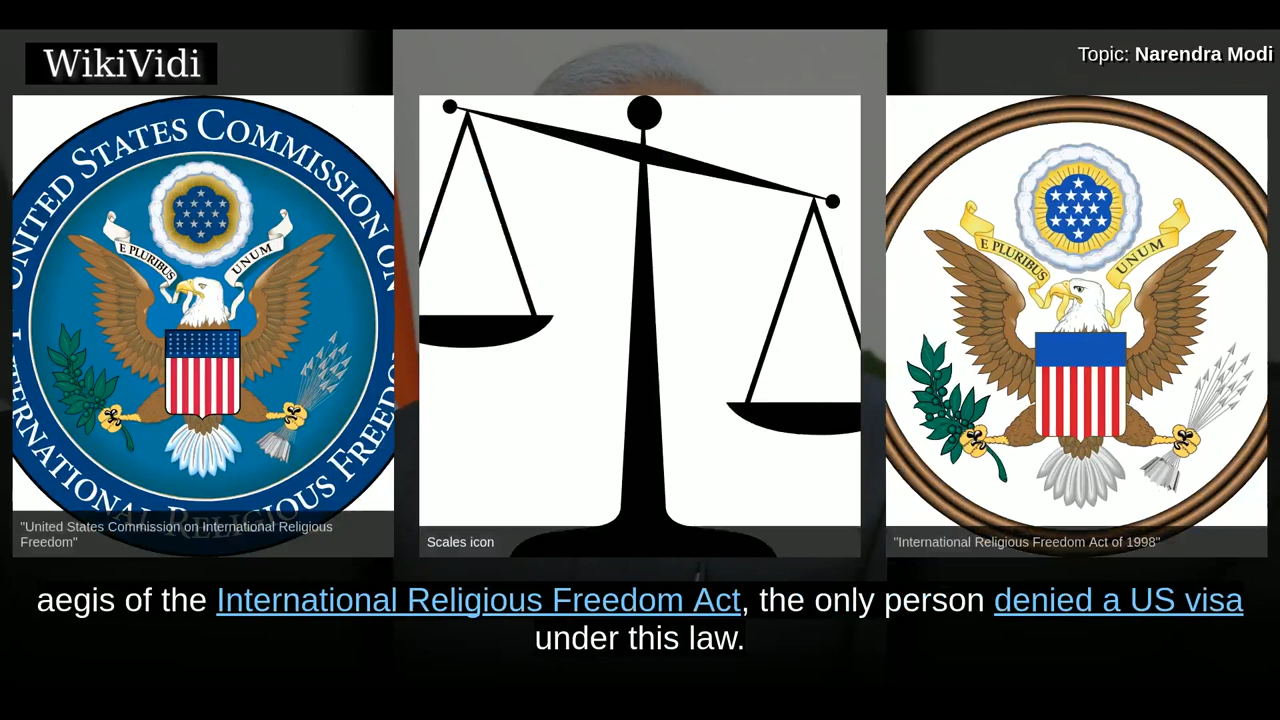 WikiVidi
Topic: Narendra Modi
UNITED STATES COMMISSION ON
INTERNATIONAL RELIGIOUS FREEDOM
E PLURIBUS UNUM
E PLURIBUS UNUM
"United States Commission on International Religious
Freedom"
Scales icon
"International Religious Freedom Act of 1998"
aegis of the International Religious Freedom Act, the only person denied a US visa
under this law.